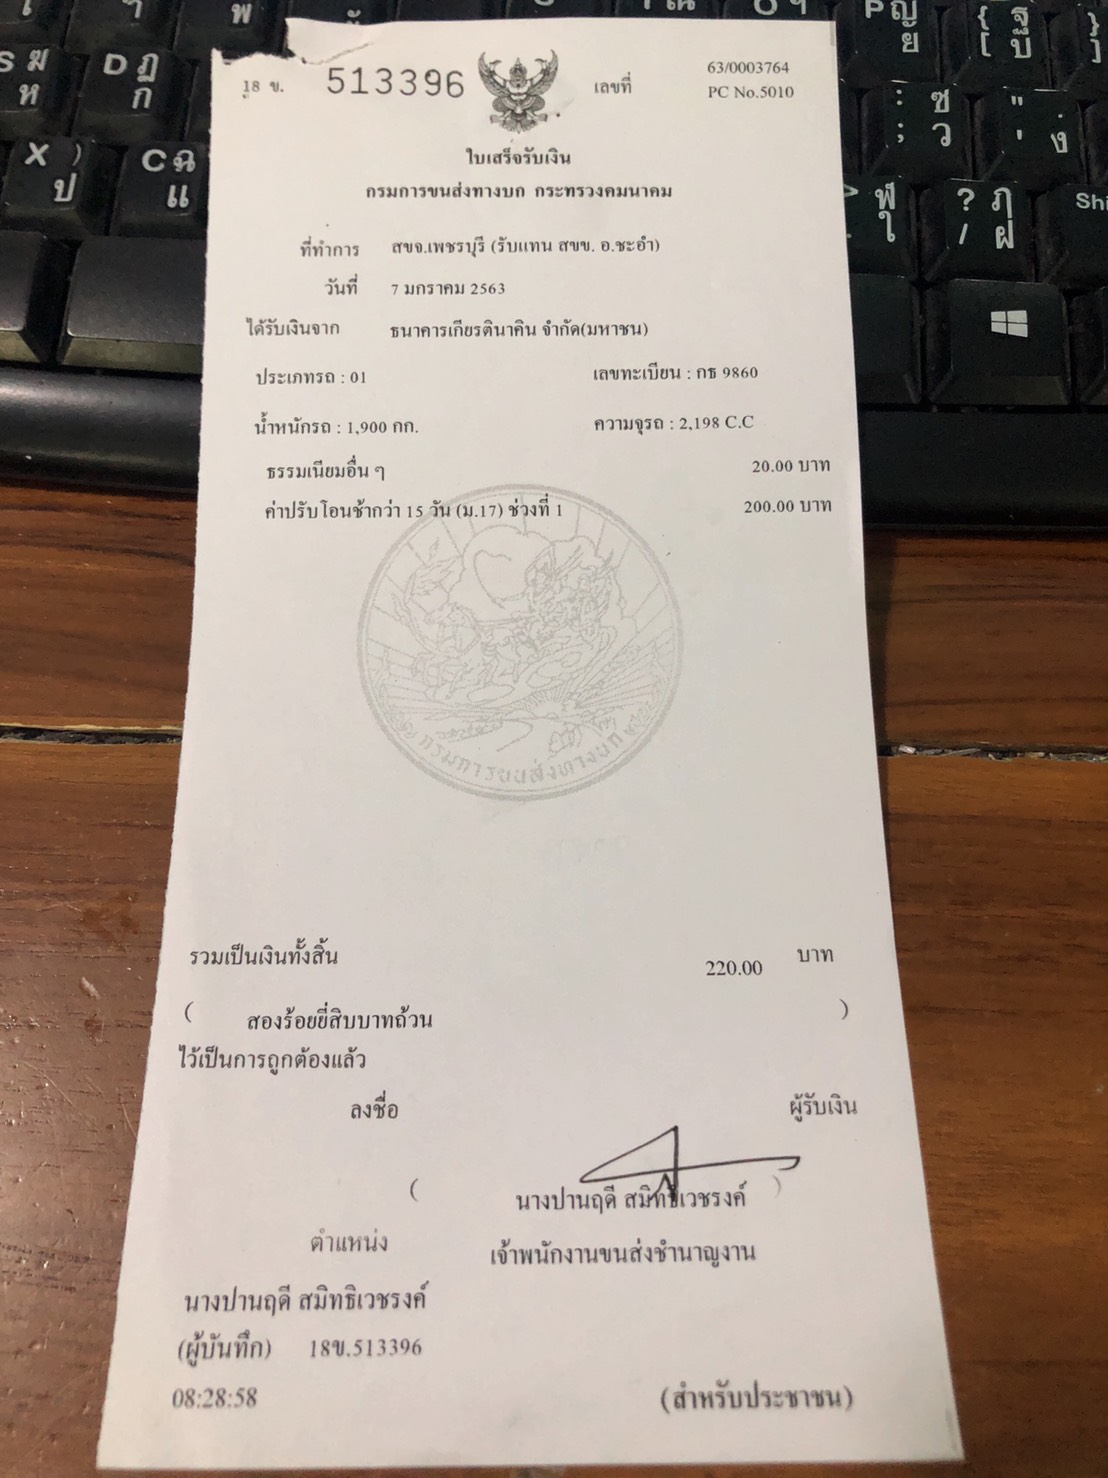 เล่มที่ 18 ข. 513396 เลขที่ 63/0003764
PC No.5010
ใบเสร็จรับเงิน
กรมการขนส่งทางบก กระทรวงคมนาคม
ที่ทำการ สขจ.เพชรบุรี (รับแทน สขข. อ.ชะอำ)
วันที่ 7 มกราคม 2563
ได้รับเงินจาก ธนาคารเกียรตินาคิน จำกัด(มหาชน)
ประเภทรถ : 01 เลขทะเบียน : กธ 9860
น้ำหนักรถ : 1,900 กก. ความจุรถ : 2,198 C.C
ธรรมเนียมอื่น ๆ 20.00 บาท
ค่าปรับโอนช้ากว่า 15 วัน (ม.17) ช่วงที่ 1 200.00 บาท
กรมการขนส่งทางบก
รวมเป็นเงินทั้งสิ้น 220.00 บาท
( สองร้อยยี่สิบบาทถ้วน )
ไว้เป็นการถูกต้องแล้ว
ลงชื่อ ผู้รับเงิน
( นางปานฤดี สมิทธิเวชรงค์ )
ตำแหน่ง เจ้าพนักงานขนส่งชำนาญงาน
นางปานฤดี สมิทธิเวชรงค์
(ผู้บันทึก) 18ข.513396
08:28:58 (สำหรับประชาชน)